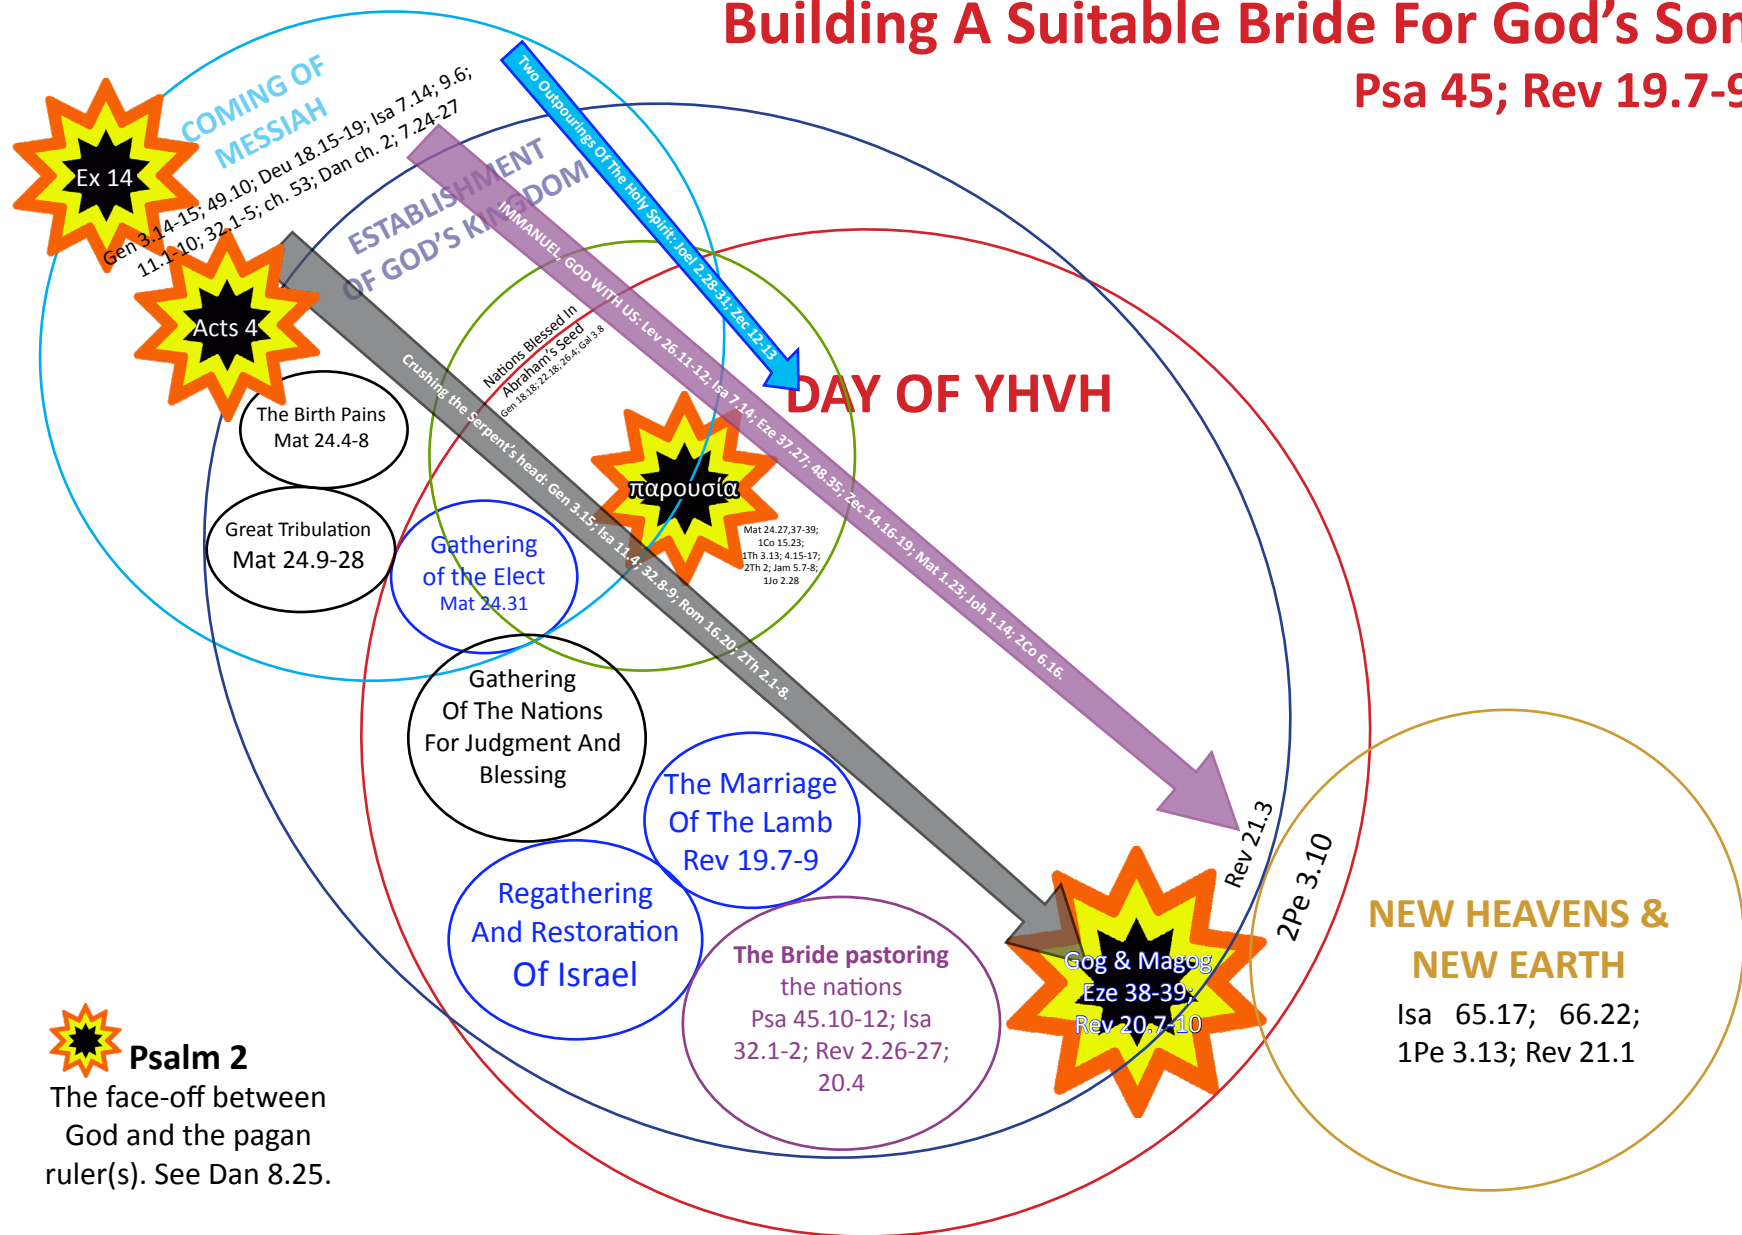 Building A Suitable Bride For God's Son
Psa 45; Rev 19.7-9
COMING OF
MESSIAH
Gen 3.14-15; 49.10; Deu 18.15-19; Isa 7.14; 9.6;
11.1-10; 32.1-5; ch. 53; Dan ch. 2; 7.24-27
Ex 14
Acts 4
ESTABLISHMENT
OF GOD'S KINGDOM
Two Outpourings Of The Holy Spirit: Joel 2.28-31; Zec 12-13
IMMANUEL, GOD WITH US: Lev 26.11-12; Isa 7.14; Eze 37.27; 48.35; Zec 14.16-19; Mat 1.23; Joh 1.14; 2Co 6.16.
Crushing the Serpent's head: Gen 3.15; Isa 11.4; 32.8-9; Rom 16.20; 2Th 2.1-8.
Nations Blessed In
Abraham's Seed
Gen 18.18; 22.18; 26.4; Gal 3.8
DAY OF YHVH
παρουσία
Mat 24.27,37-39;
1Co 15.23;
1Th 3.13; 4.15-17;
2Th 2; Jam 5.7-8;
1Jo 2.28
The Birth Pains
Mat 24.4-8
Great Tribulation
Mat 24.9-28
Gathering
of the Elect
Mat 24.31
Gathering
Of The Nations
For Judgment And
Blessing
The Marriage
Of The Lamb
Rev 19.7-9
Regathering
And Restoration
Of Israel
The Bride pastoring
the nations
Psa 45.10-12; Isa
32.1-2; Rev 2.26-27;
20.4
Gog & Magog
Eze 38-39;
Rev 20.7-10
Rev 21.3
2Pe 3.10
NEW HEAVENS &
NEW EARTH
Isa 65.17; 66.22;
1Pe 3.13; Rev 21.1
Psalm 2
The face-off between
God and the pagan
ruler(s). See Dan 8.25.